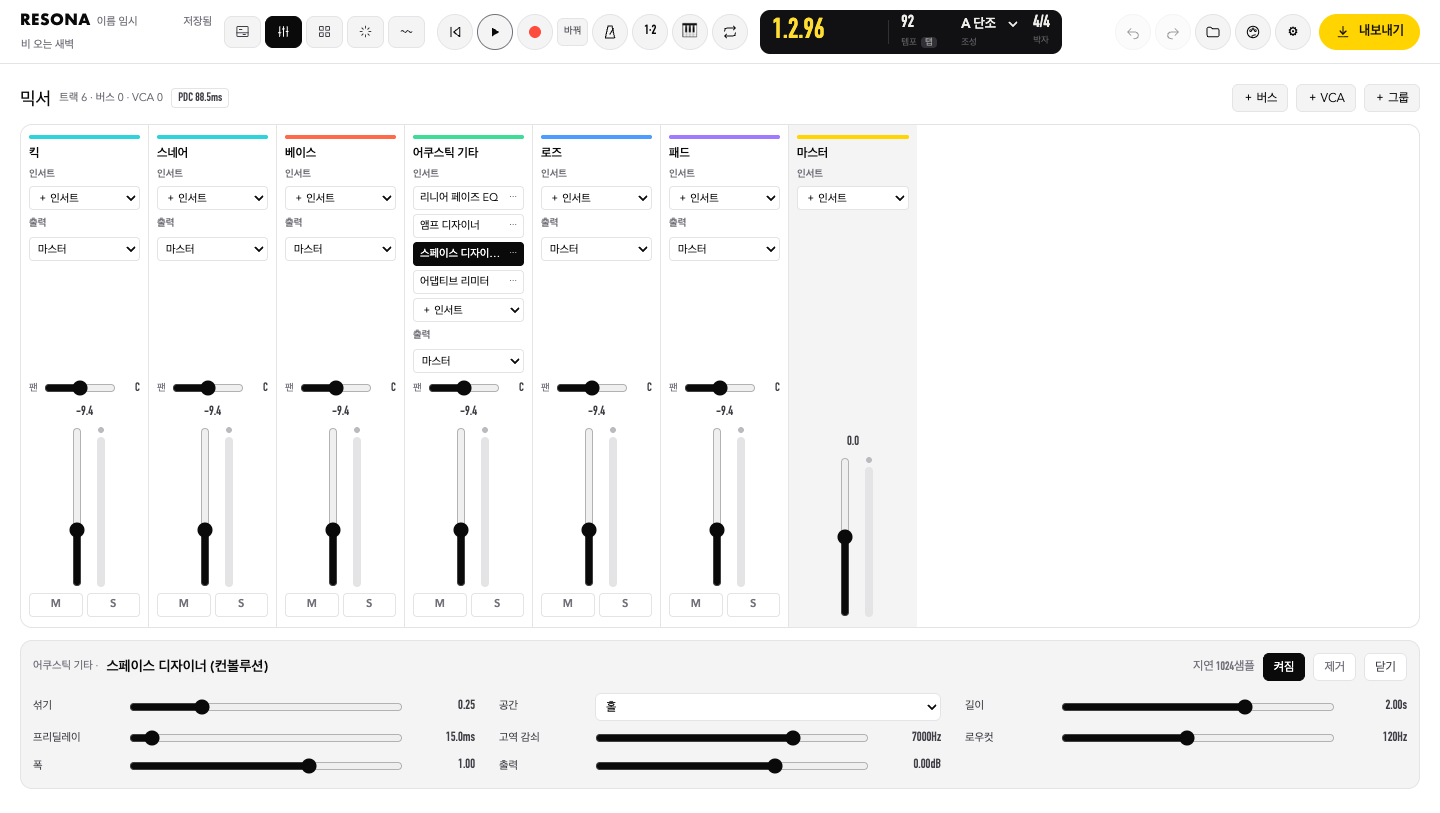 RESONA 이름 임시 저장됨
비 오는 새벽
바꿔
1·2
1.2.96
92
템포 탭
A 단조
조성
4/4
박자
내보내기
믹서 트랙 6 · 버스 0 · VCA 0 PDC 88.5ms
+ 버스 + VCA + 그룹
킥 스네어 베이스 어쿠스틱 기타 로즈 패드 마스터
인서트 인서트 인서트 인서트 인서트 인서트 인서트
+ 인서트 + 인서트 + 인서트 리니어 페이즈 EQ ... + 인서트 + 인서트 + 인서트
출력 출력 출력 앰프 디자이너 ... 출력 출력
마스터 마스터 마스터 스페이스 디자이... ... 마스터 마스터
어댑티브 리미터 ...
+ 인서트
출력
마스터
팬 C 팬 C 팬 C 팬 C 팬 C 팬 C
-9.4 -9.4 -9.4 -9.4 -9.4 -9.4
0.0
M S M S M S M S M S M S
어쿠스틱 기타 · 스페이스 디자이너 (컨볼루션) 지연 1024샘플 켜짐 제거 닫기
섞기 0.25 공간 홀 길이 2.00s
프리딜레이 15.0ms 고역 감쇠 7000Hz 로우컷 120Hz
폭 1.00 출력 0.00dB